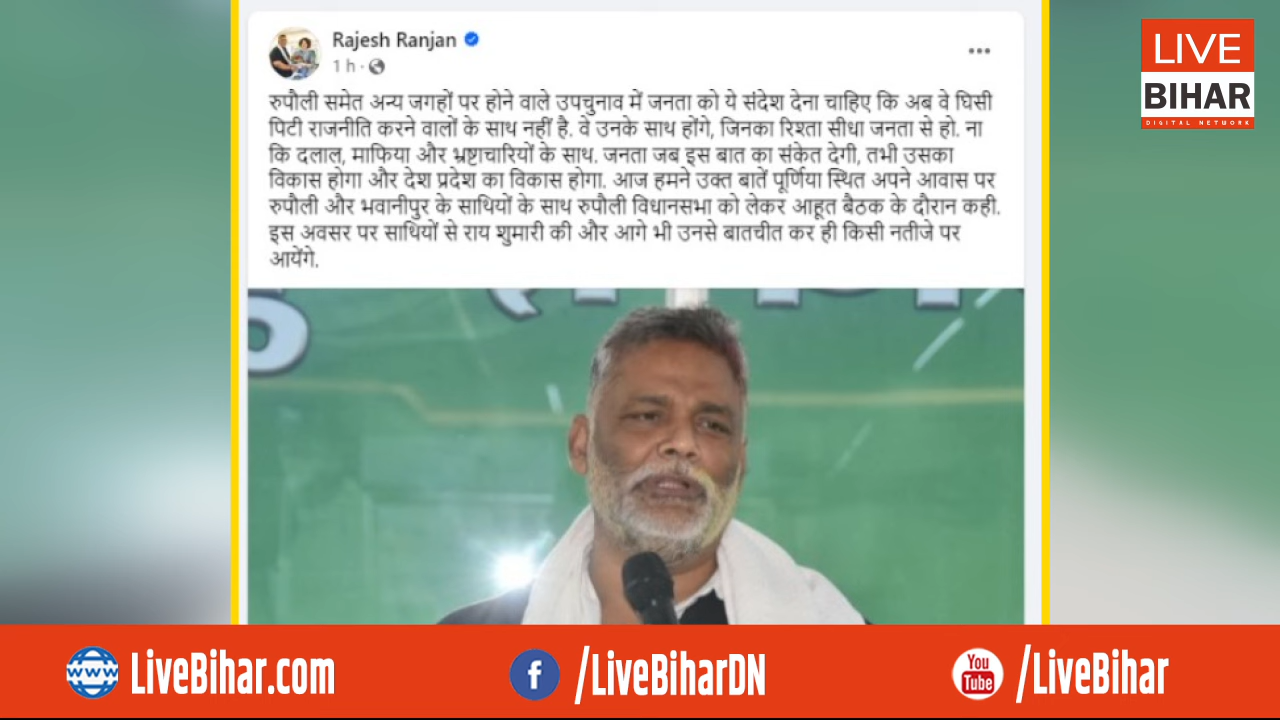 Rajesh Ranjan
1 h
रुपौली समेत अन्य जगहों पर होने वाले उपचुनाव में जनता को ये संदेश देना चाहिए कि अब वे घिसी
पिटी राजनीति करने वालों के साथ नहीं है. वे उनके साथ होंगे, जिनका रिश्ता सीधा जनता से हो. ना
कि दलाल, माफिया और भ्रष्टाचारियों के साथ. जनता जब इस बात का संकेत देगी, तभी उसका
विकास होगा और देश प्रदेश का विकास होगा. आज हमने उक्त बातें पूर्णिया स्थित अपने आवास पर
रुपौली और भवानीपुर के साथियों के साथ रुपौली विधानसभा को लेकर आहूत बैठक के दौरान कही.
इस अवसर पर साथियों से राय शुमारी की और आगे भी उनसे बातचीत कर ही किसी नतीजे पर
आयेंगे.
LIVE
BIHAR
DIGITAL NETWORK
www LiveBihar.com
f /LiveBiharDN
You Tube /LiveBihar